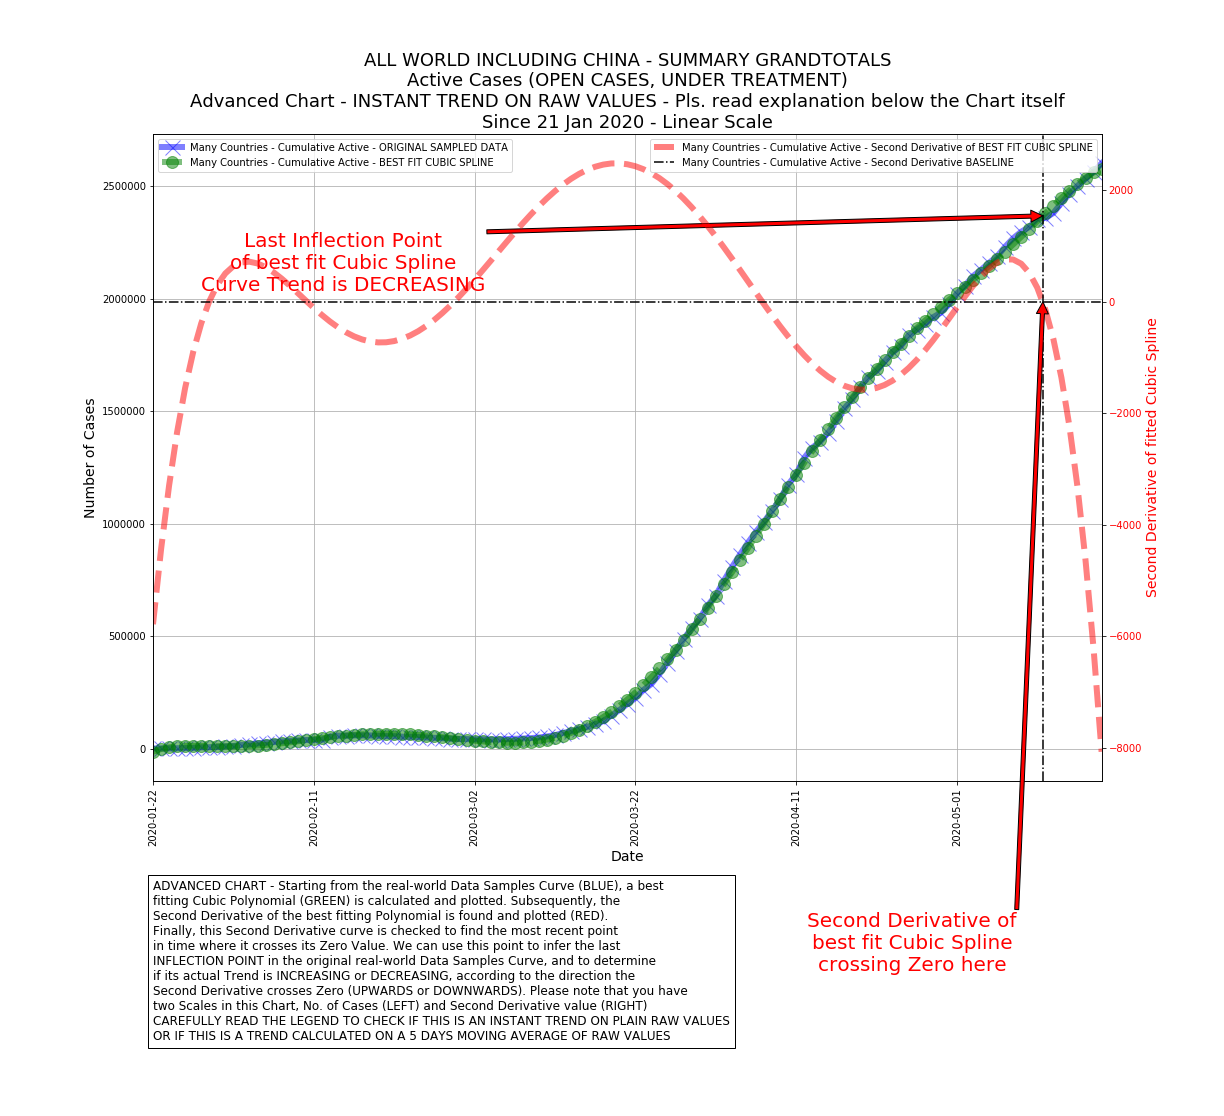 ALL WORLD INCLUDING CHINA - SUMMARY GRANDTOTALS
Active Cases (OPEN CASES, UNDER TREATMENT)
Advanced Chart - INSTANT TREND ON RAW VALUES - Pls. read explanation below the Chart itself
Since 21 Jan 2020 - Linear Scale
Many Countries - Cumulative Active - ORIGINAL SAMPLED DATA
Many Countries - Cumulative Active - BEST FIT CUBIC SPLINE
Many Countries - Cumulative Active - Second Derivative of BEST FIT CUBIC SPLINE
Many Countries - Cumulative Active - Second Derivative BASELINE
Last Inflection Point
of best fit Cubic Spline
Curve Trend is DECREASING
Number of Cases
2500000
2000000
1500000
1000000
500000
0
2000
0
−2000
−4000
−6000
−8000
Second Derivative of fitted Cubic Spline
2020-01-22
2020-02-11
2020-03-02
2020-03-22
2020-04-11
2020-05-01
Date
ADVANCED CHART - Starting from the real-world Data Samples Curve (BLUE), a best
fitting Cubic Polynomial (GREEN) is calculated and plotted. Subsequently, the
Second Derivative of the best fitting Polynomial is found and plotted (RED).
Finally, this Second Derivative curve is checked to find the most recent point
in time where it crosses its Zero Value. We can use this point to infer the last
INFLECTION POINT in the original real-world Data Samples Curve, and to determine
if its actual Trend is INCREASING or DECREASING, according to the direction the
Second Derivative crosses Zero (UPWARDS or DOWNWARDS). Please note that you have
two Scales in this Chart, No. of Cases (LEFT) and Second Derivative value (RIGHT)
CAREFULLY READ THE LEGEND TO CHECK IF THIS IS AN INSTANT TREND ON PLAIN RAW VALUES
OR IF THIS IS A TREND CALCULATED ON A 5 DAYS MOVING AVERAGE OF RAW VALUES
Second Derivative of
best fit Cubic Spline
crossing Zero here